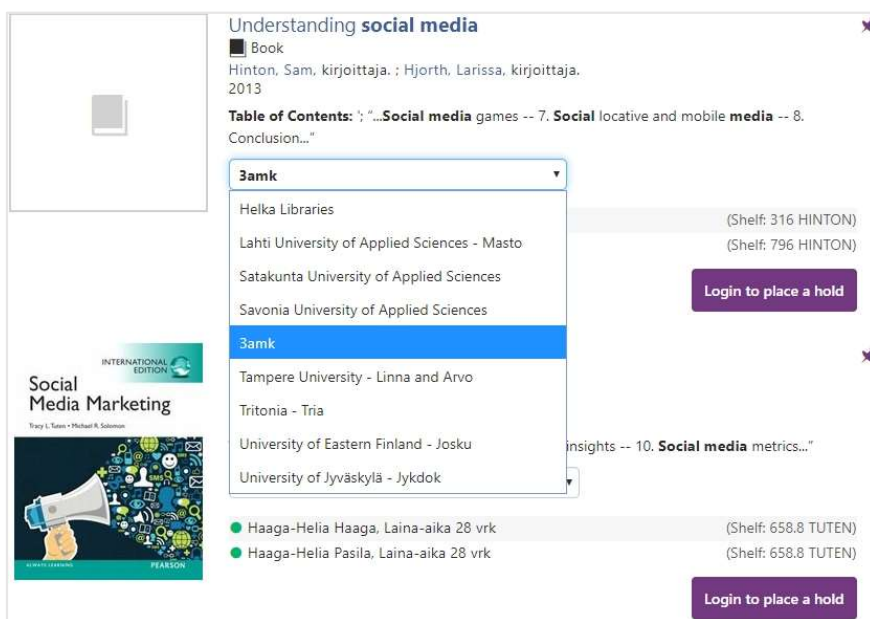 Understanding social media
Book
Hinton, Sam, kirjoittaja. ; Hjorth, Larissa, kirjoittaja.
2013
Table of Contents: '; "...Social media games -- 7. Social locative and mobile media -- 8.
Conclusion..."
3amk
Helka Libraries
(Shelf: 316 HINTON)
Lahti University of Applied Sciences - Masto
(Shelf: 796 HINTON)
Satakunta University of Applied Sciences
Savonia University of Applied Sciences
Login to place a hold
3amk
Tampere University - Linna and Arvo
Tritonia - Tria
University of Eastern Finland - Josku
insights -- 10. Social media metrics..."
University of Jyväskylä - Jykdok
INTERNATIONAL
EDITION
Social
Media Marketing
Tracy L. Tuten • Michael R. Solomon
SMS
ALWAYS LEARNING
PEARSON
Haaga-Helia Haaga, Laina-aika 28 vrk
(Shelf: 658.8 TUTEN)
Haaga-Helia Pasila, Laina-aika 28 vrk
(Shelf: 658.8 TUTEN)
Login to place a hold